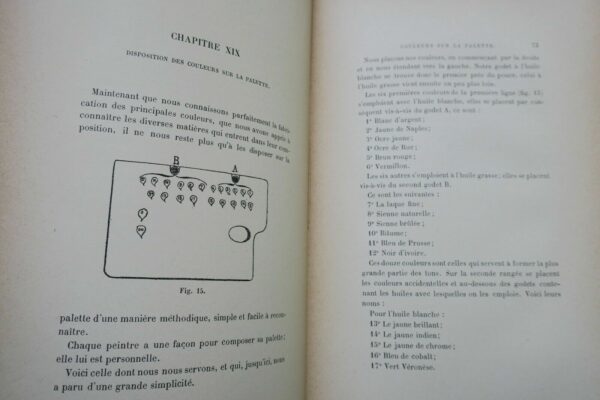 CHAPITRE XIX
DISPOSITION DES COULEURS SUR LA PALETTE.
Maintenant que nous connaissons parfaitement la fabri-
cation des principales couleurs, que nous avons appris à
connaître les diverses matières qui entrent dans leur com-
position, il ne nous reste plus qu'à les disposer sur la
B
A
Fig. 15.
palette d'une manière méthodique, simple et facile à recon-
naître.
Chaque peintre a une façon pour composer sa palette;
elle lui est personnelle.
Voici celle dont nous nous servons, et qui, jusqu'ici, nous
a paru d'une grande simplicité.
COULEURS SUR LA PALETTE. 73
Nous plaçons nos couleurs, en commençant par la droite
et en nous étendant vers la gauche. Notre godet à l'huile
blanche se trouve donc le premier près du pouce, celui à
l'huile grasse vient ensuite un peu plus loin.
Les six premières couleurs de la première ligne (fig. 15)
s'emploient avec l'huile blanche, elles se placent par con-
séquent vis-à-vis du godet A, ce sont :
1° Blanc d'argent;
2° Jaune de Naples;
3° Ocre jaune;
4° Ocre de Rue;
5° Brun rouge;
6° Vermillon.
Les six autres s'emploient à l'huile grasse; elles se placent
vis-à-vis du second godet B.
Ce sont les suivantes :
7° La laque fine;
8° Sienne naturelle;
9° Sienne brûlée;
10° Bitume;
11° Bleu de Prusse;
12° Noir d'ivoire.
Ces douze couleurs sont celles qui servent à former la plus
grande partie des tons. Sur la seconde rangée se placent
les couleurs accidentelles et au-dessous des godets conte-
nant les huiles avec lesquelles on les emploie. Voici leurs
noms :
Pour l'huile blanche :
13° Le jaune brillant;
14° Le jaune indien;
15° Le jaune de chrome;
16° Bleu de cobalt;
17° Vert Véronèse.